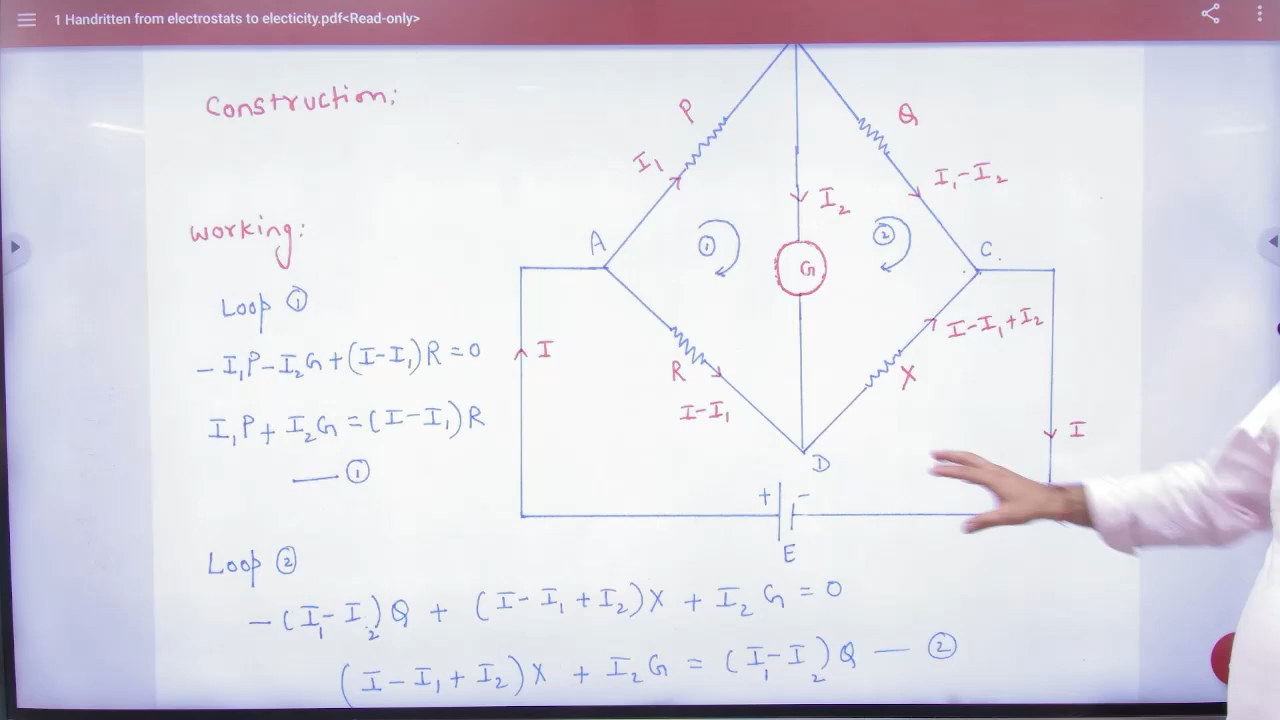 1 Handritten from electrostats to electicity.pdf<Read-only>
Construction:
P
Q
I₁
I₁-I₂
I₂
Working:
A
①
②
C.
G
Loop ①
I-I₁+I₂
- I₁P-I₂G+(I-I₁)R=0
I
R
X
I-I₁
I₁P+I₂G=(I-I₁)R
I
—— ①
D
+
-
E
Loop ②
-(I₁-I₂)Q + (I-I₁+I₂)X + I₂G = 0
(I-I₁+I₂)X + I₂G = (I₁-I₂)Q — ②